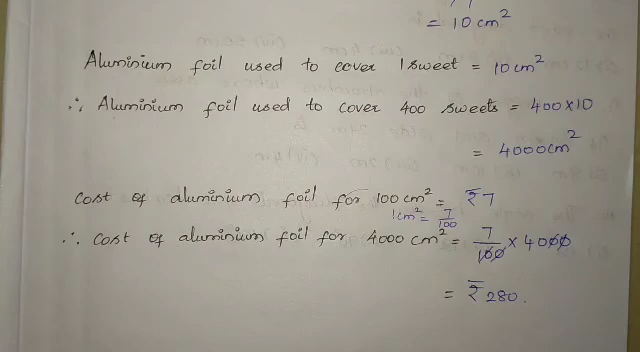 = 10 cm²
Aluminium foil used to cover 1 sweet = 10 cm²
∴ Aluminium foil used to cover 400 sweets = 400 × 10
= 4000 cm²
Cost of aluminium foil for 100 cm² = ₹7
1 cm² = 7/100
∴ Cost of aluminium foil for 4000 cm² = 7/100 × 4000
= ₹280.